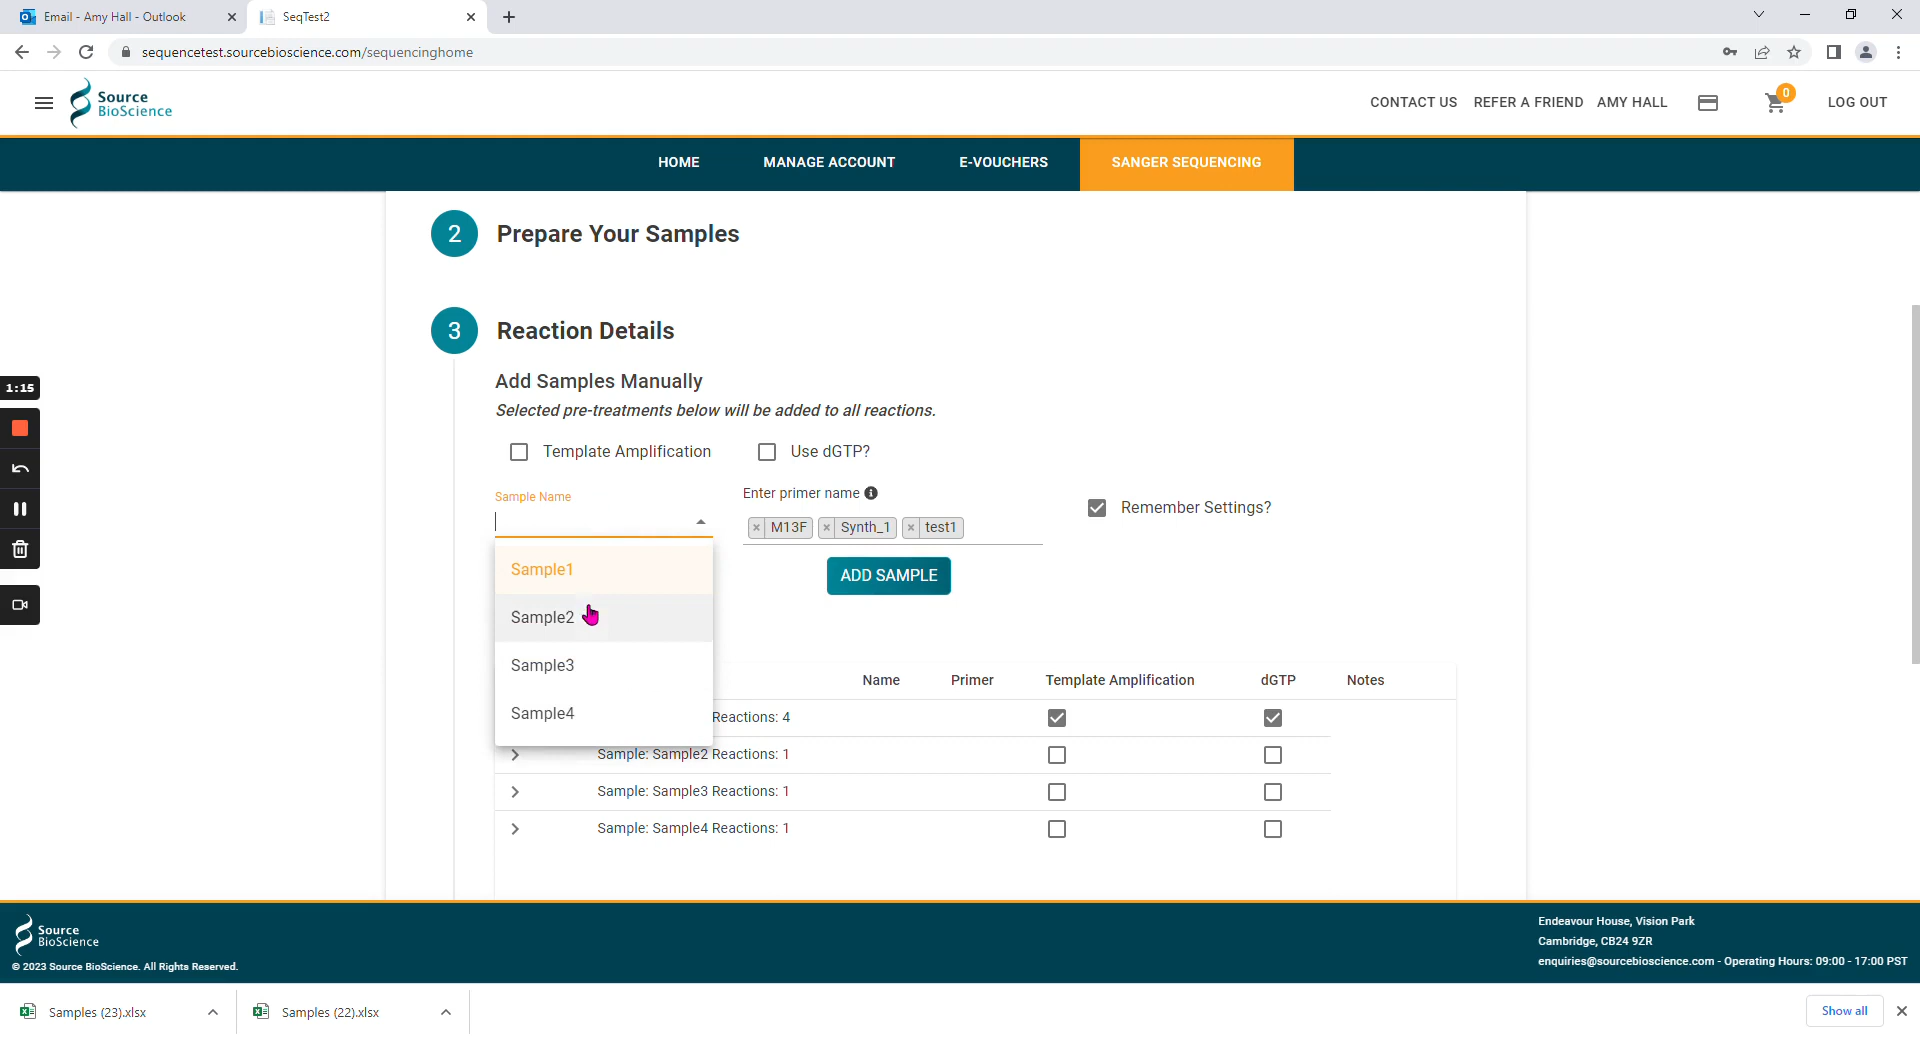 Email - Amy Hall - Outlook
SeqTest2
sequencetest.sourcebioscience.com/sequencinghome
Source
BioScience
CONTACT US
REFER A FRIEND
AMY HALL
0
LOG OUT
HOME
MANAGE ACCOUNT
E-VOUCHERS
SANGER SEQUENCING
2
Prepare Your Samples
3
Reaction Details
1:15
Add Samples Manually
Selected pre-treatments below will be added to all reactions.
Template Amplification
Use dGTP?
Sample Name
Enter primer name
Remember Settings?
× M13F × Synth_1 × test1
Sample1
ADD SAMPLE
Sample2
Sample3
Sample4
Name Primer Template Amplification dGTP Notes
Reactions: 4
Sample: Sample2 Reactions: 1
Sample: Sample3 Reactions: 1
Sample: Sample4 Reactions: 1
Source
BioScience
© 2023 Source BioScience. All Rights Reserved.
Endeavour House, Vision Park
Cambridge, CB24 9ZR
enquiries@sourcebioscience.com - Operating Hours: 09:00 - 17:00 PST
Samples (23).xlsx
Samples (22).xlsx
Show all